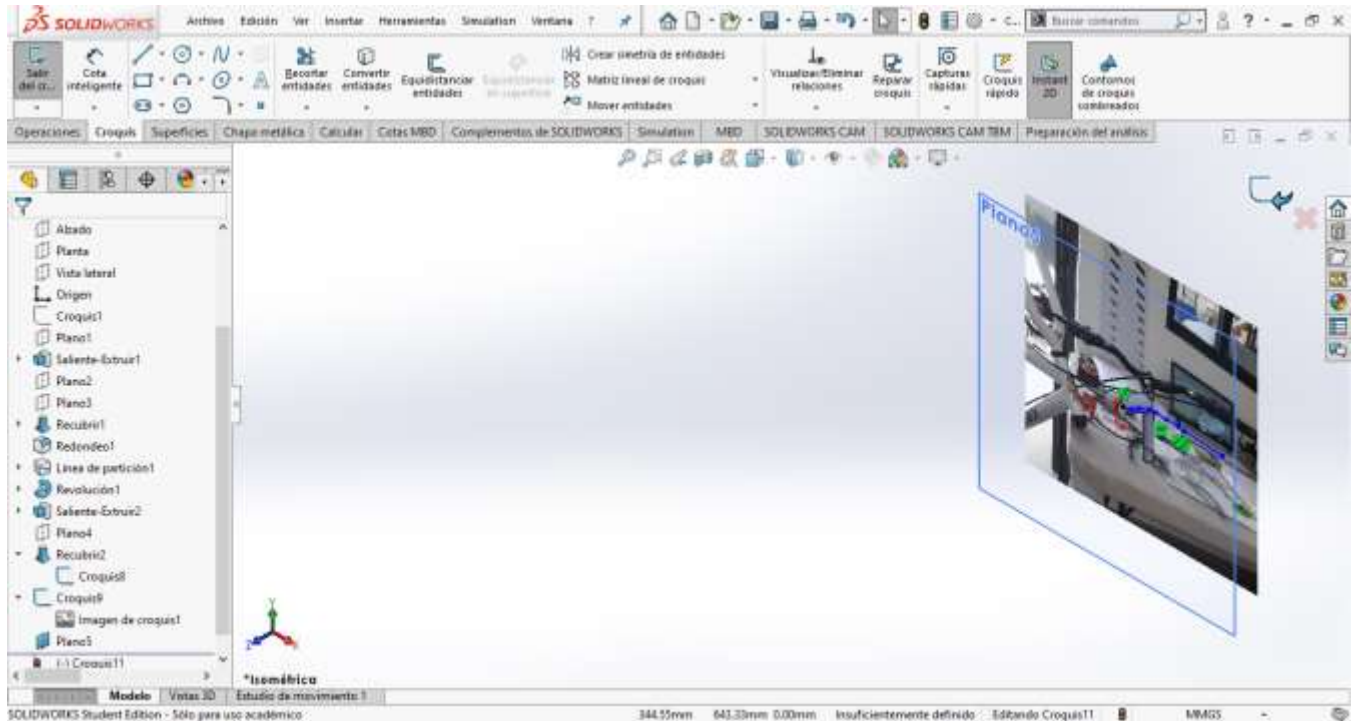 SOLIDWORKS Archivo Edición Ver Insertar Herramientas Simulation Ventana ? c... Buscar comandos
Salir del cr...
Cota inteligente
Recortar entidades
Convertir entidades
Equidistanciar entidades
Crear simetría de entidades
Matriz lineal de croquis
Mover entidades
Visualizar/Eliminar relaciones
Reparar croquis
Capturas rápidas
Croquis rápido
Instant 2D
Contornos de croquis sombreados
Operaciones Croquis Superficies Chapa metálica Calcular Cotas MBD Complementos de SOLIDWORKS Simulation MBD SOLIDWORKS CAM SOLIDWORKS CAM TBM Preparación del análisis
Alzado
Planta
Vista lateral
Origen
Croquis1
Plano1
Saliente-Extruir1
Plano2
Plano3
Recubrir1
Redondeo1
Línea de partición1
Revolución1
Saliente-Extruir2
Plano4
Recubrir2
Croquis8
Croquis9
Imagen de croquis1
Plano5
(-) Croquis11
Plano5
Y
Z
*Isométrica
Modelo Vistas 3D Estudio de movimiento 1
SOLIDWORKS Student Edition - Sólo para uso académico 344.55mm 643.33mm 0.00mm Insuficientemente definido Editando Croquis11 MMGS -